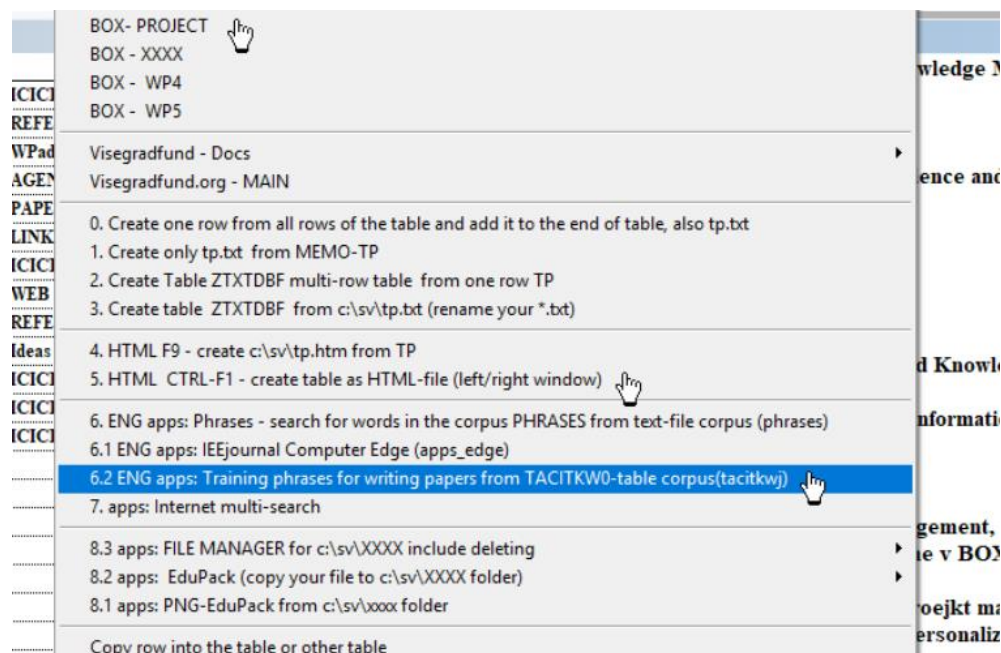 BOX- PROJECT
BOX - XXXX
BOX - WP4
BOX - WP5
Visegradfund - Docs
Visegradfund.org - MAIN
0. Create one row from all rows of the table and add it to the end of table, also tp.txt
1. Create only tp.txt from MEMO-TP
2. Create Table ZTXTDBF multi-row table from one row TP
3. Create table ZTXTDBF from c:\sv\tp.txt (rename your *.txt)
4. HTML F9 - create c:\sv\tp.htm from TP
5. HTML CTRL-F1 - create table as HTML-file (left/right window)
6. ENG apps: Phrases - search for words in the corpus PHRASES from text-file corpus (phrases)
6.1 ENG apps: IEEjournal Computer Edge (apps_edge)
6.2 ENG apps: Training phrases for writing papers from TACITKW0-table corpus(tacitkwj)
7. apps: Internet multi-search
8.3 apps: FILE MANAGER for c:\sv\XXXX include deleting
8.2 apps: EduPack (copy your file to c:\sv\XXXX folder)
8.1 apps: PNG-EduPack from c:\sv\xxxx folder
Copy row into the table or other table
ICICI
REFE
WPad
AGEN
PAPE
LINK
ICICI
WEB
REFE
Ideas
ICICI
ICICI
ICICI
wledge
ence and
d Knowle
nformati
gement,
ne v BOX
roejkt ma
ersonaliz